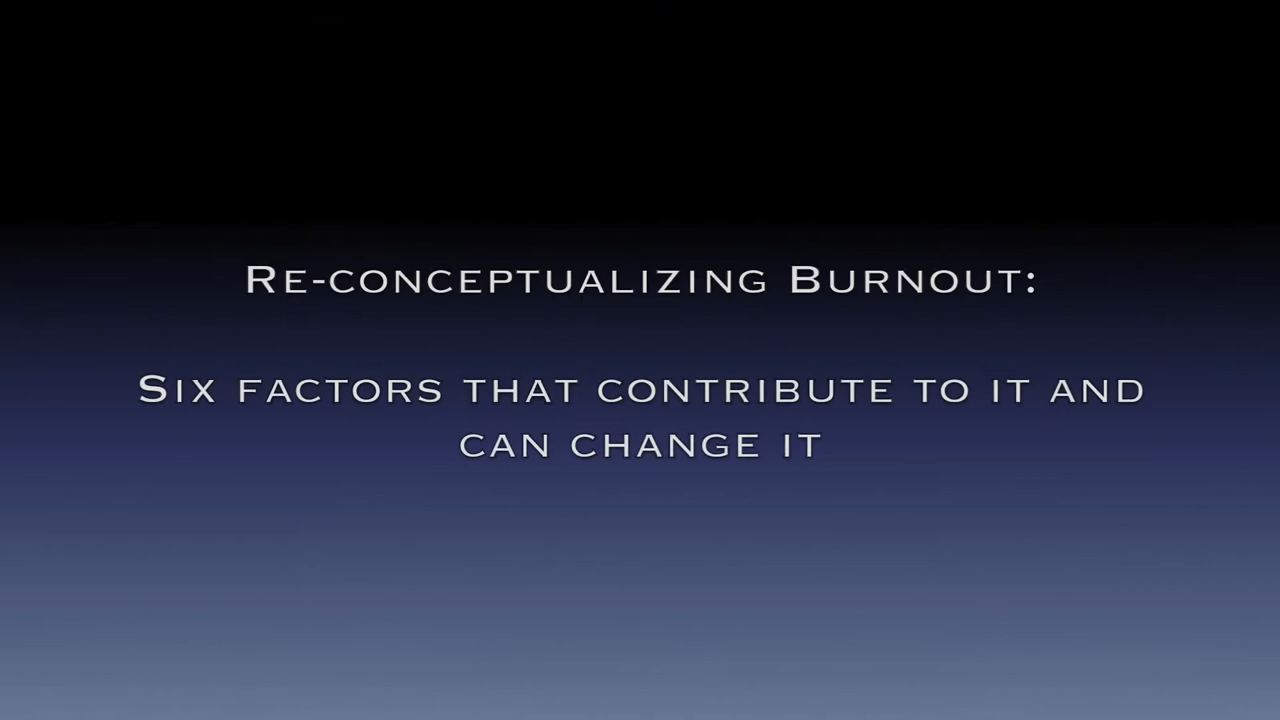 Re-conceptualizing Burnout:
Six factors that contribute to it and
can change it